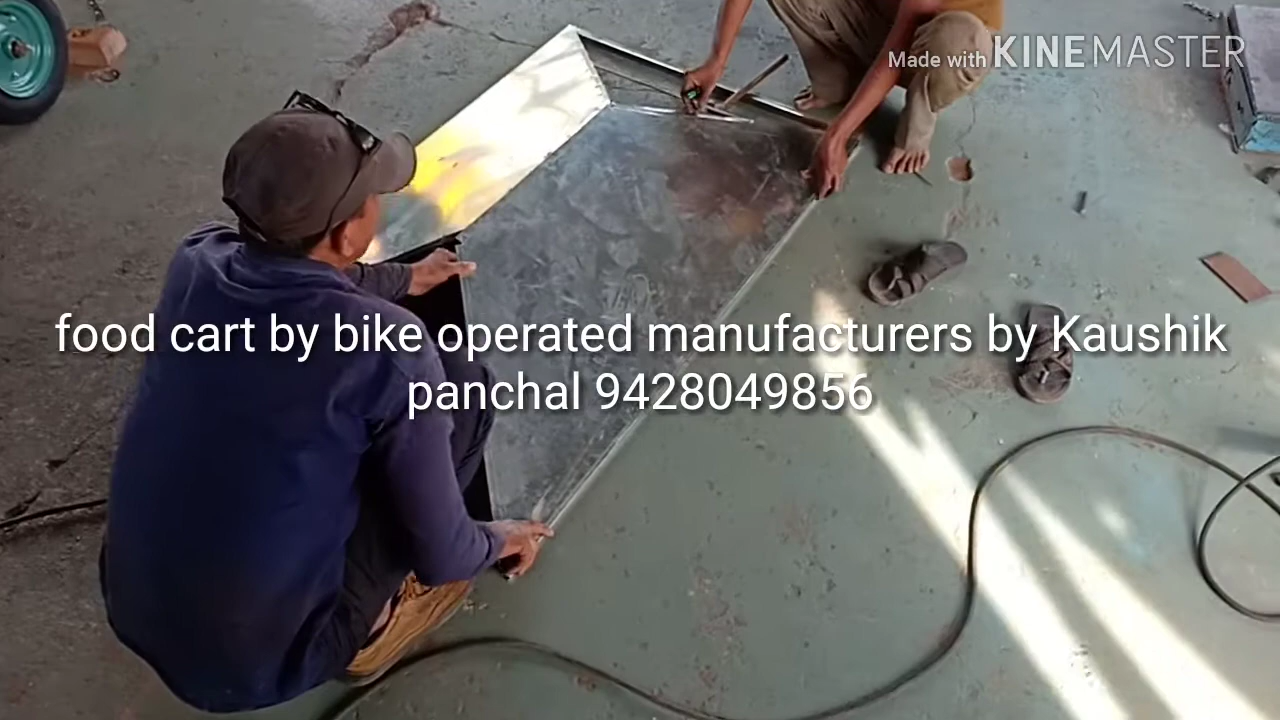 Made with KINEMASTER
food cart by bike operated manufacturers by Kaushik
panchal 9428049856